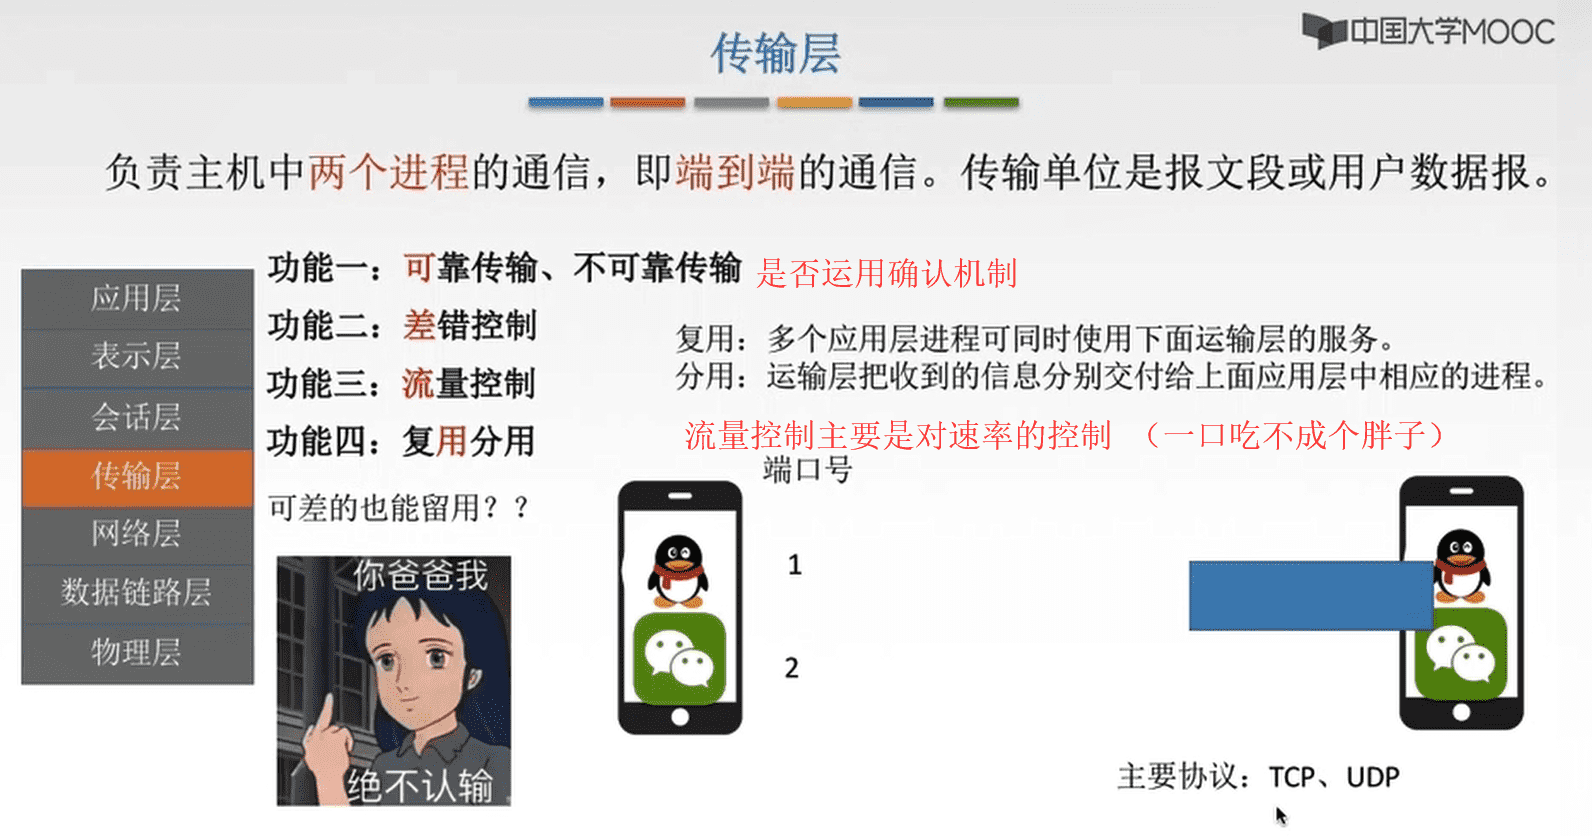 中国大学MOOC
传输层
负责主机中两个进程的通信，即端到端的通信。传输单位是报文段或用户数据报。
应用层
表示层
会话层
传输层
网络层
数据链路层
物理层
功能一：可靠传输、不可靠传输 是否运用确认机制
功能二：差错控制
功能三：流量控制
功能四：复用分用
可差的也能留用？？
复用：多个应用层进程可同时使用下面运输层的服务。
分用：运输层把收到的信息分别交付给上面应用层中相应的进程。
流量控制主要是对速率的控制 （一口吃不成个胖子）
端口号
1
2
你爸爸我
绝不认输
主要协议：TCP、UDP